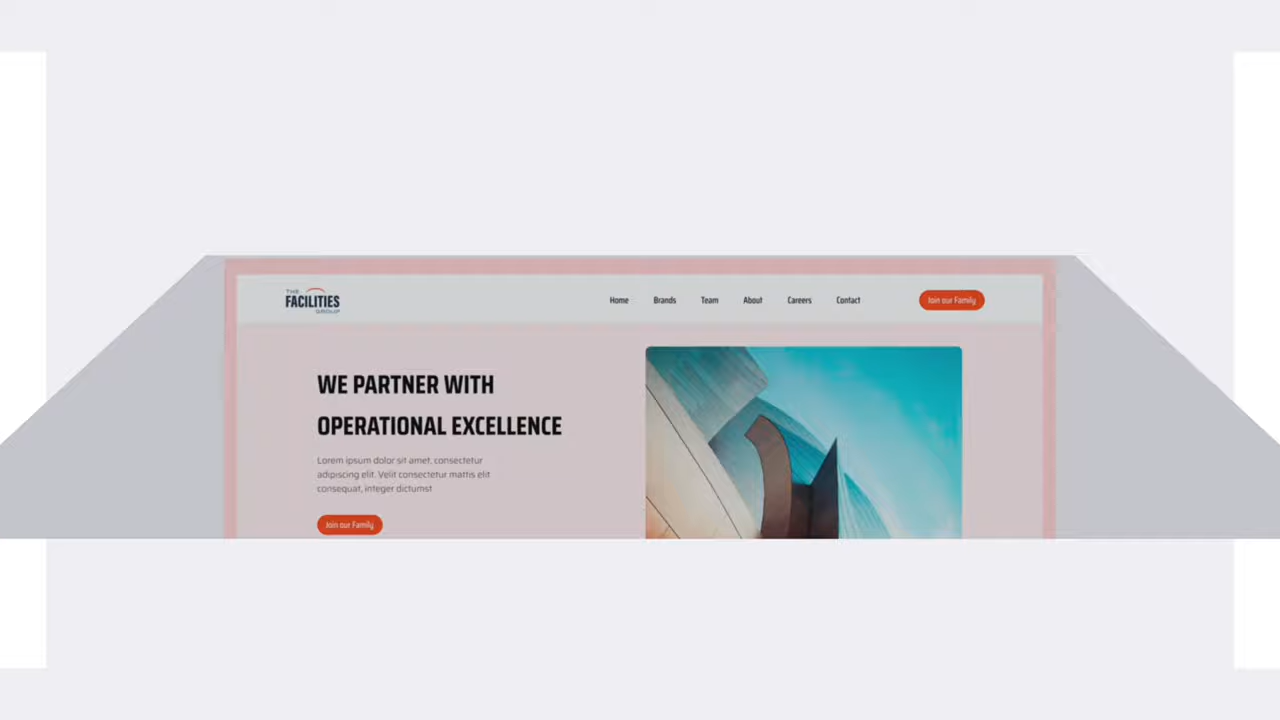 THE
FACILITIES
GROUP
Home Brands Team About Careers Contact Join our Family
WE PARTNER WITH
OPERATIONAL EXCELLENCE
Lorem ipsum dolor sit amet, consectetur
adipiscing elit. Velit consectetur mattis elit
consequat, integer dictumst
Join our Family